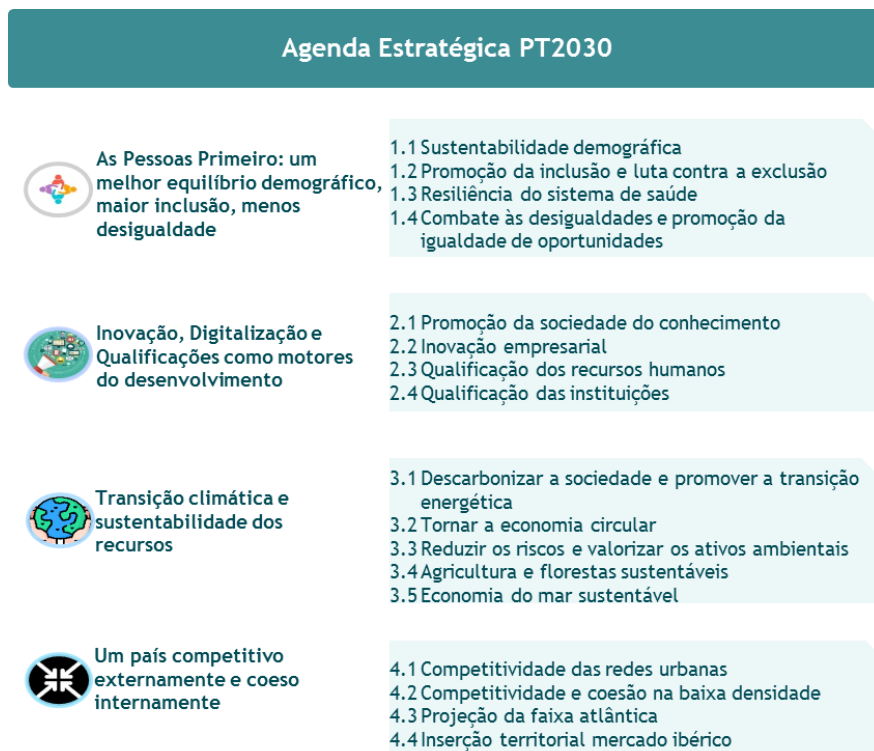 Agenda Estratégica PT2030
As Pessoas Primeiro: um
melhor equilíbrio demográfico,
maior inclusão, menos
desigualdade
1.1 Sustentabilidade demográfica
1.2 Promoção da inclusão e luta contra a exclusão
1.3 Resiliência do sistema de saúde
1.4 Combate às desigualdades e promoção da
igualdade de oportunidades
Inovação, Digitalização e
Qualificações como motores
do desenvolvimento
2.1 Promoção da sociedade do conhecimento
2.2 Inovação empresarial
2.3 Qualificação dos recursos humanos
2.4 Qualificação das instituições
Transição climática e
sustentabilidade dos
recursos
3.1 Descarbonizar a sociedade e promover a transição
energética
3.2 Tornar a economia circular
3.3 Reduzir os riscos e valorizar os ativos ambientais
3.4 Agricultura e florestas sustentáveis
3.5 Economia do mar sustentável
Um país competitivo
externamente e coeso
internamente
4.1 Competitividade das redes urbanas
4.2 Competitividade e coesão na baixa densidade
4.3 Projeção da faixa atlântica
4.4 Inserção territorial mercado ibérico